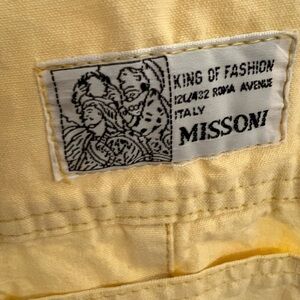 KING OF FASHION
121/432 ROMA AVENUE
ITALY
MISSONI